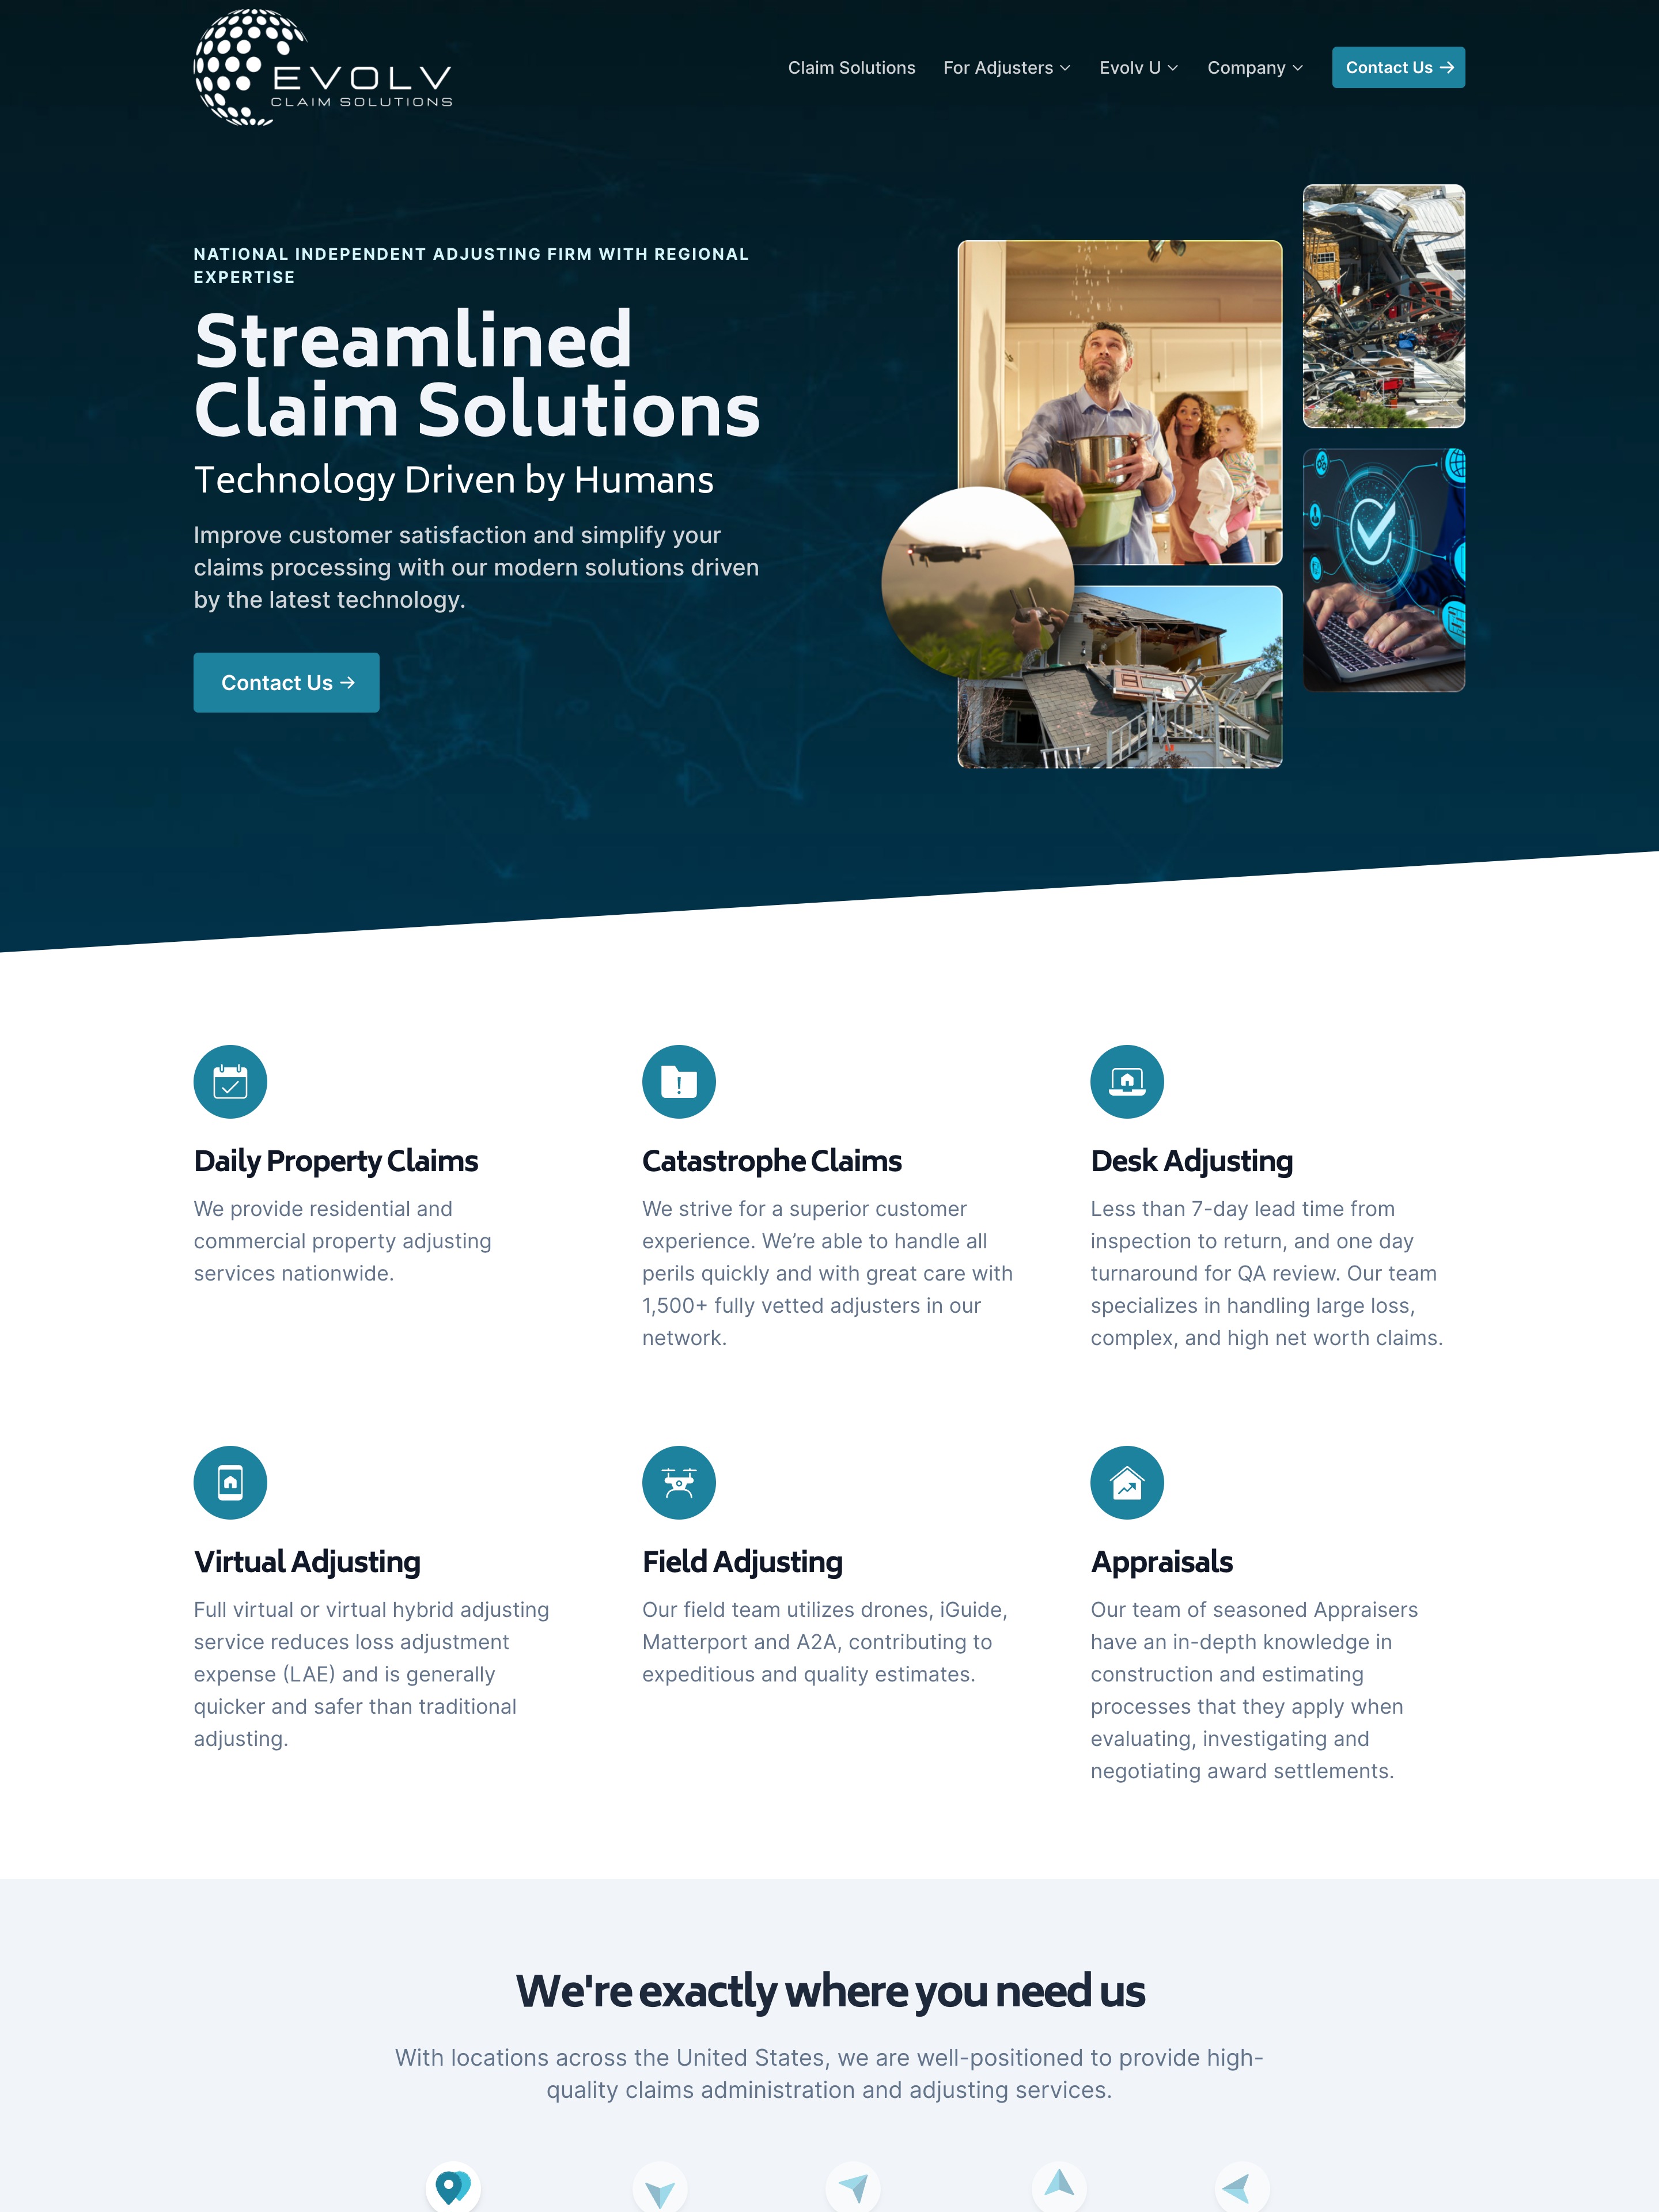 EVOLV
CLAIM SOLUTIONS
Claim Solutions
For Adjusters
Evolv U
Company
Contact Us →
NATIONAL INDEPENDENT ADJUSTING FIRM WITH REGIONAL
EXPERTISE
Streamlined
Claim Solutions
Technology Driven by Humans
Improve customer satisfaction and simplify your
claims processing with our modern solutions driven
by the latest technology.
Contact Us →
Daily Property Claims
We provide residential and
commercial property adjusting
services nationwide.
Catastrophe Claims
We strive for a superior customer
experience. We’re able to handle all
perils quickly and with great care with
1,500+ fully vetted adjusters in our
network.
Desk Adjusting
Less than 7-day lead time from
inspection to return, and one day
turnaround for QA review. Our team
specializes in handling large loss,
complex, and high net worth claims.
Virtual Adjusting
Full virtual or virtual hybrid adjusting
service reduces loss adjustment
expense (LAE) and is generally
quicker and safer than traditional
adjusting.
Field Adjusting
Our field team utilizes drones, iGuide,
Matterport and A2A, contributing to
expeditious and quality estimates.
Appraisals
Our team of seasoned Appraisers
have an in-depth knowledge in
construction and estimating
processes that they apply when
evaluating, investigating and
negotiating award settlements.
We're exactly where you need us
With locations across the United States, we are well-positioned to provide high-
quality claims administration and adjusting services.